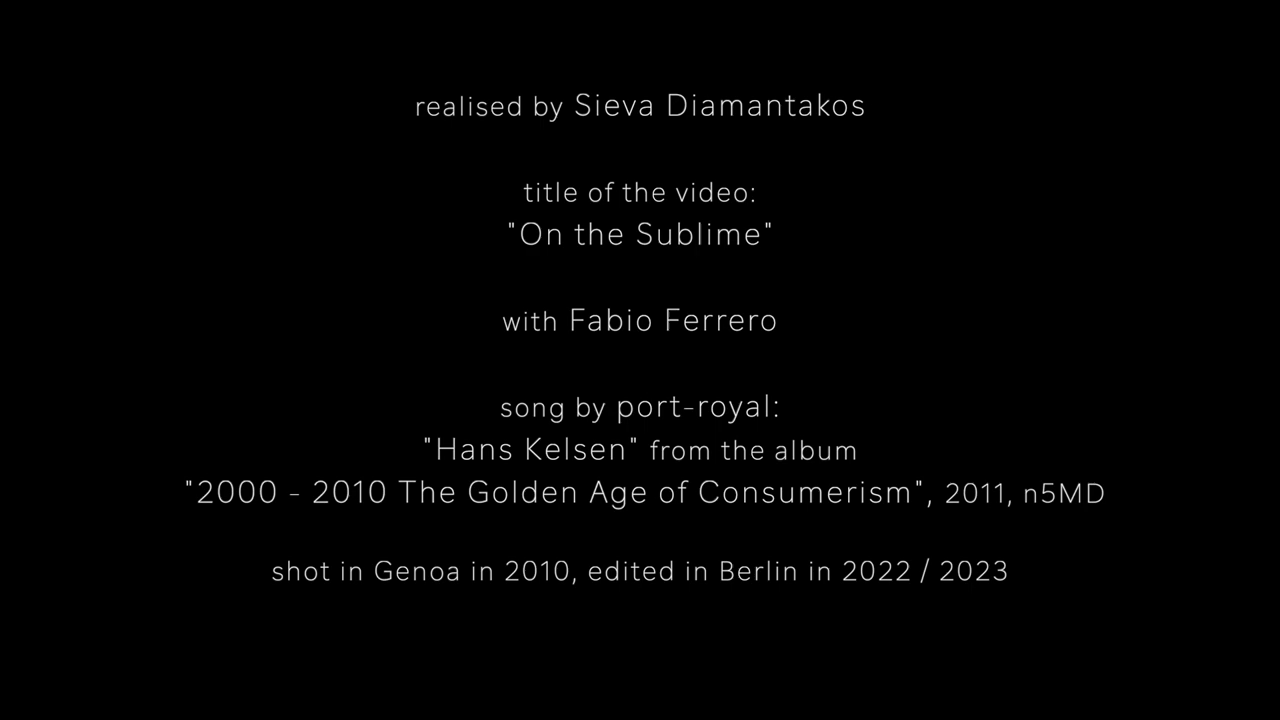 realised by Sieva Diamantakos
title of the video:
"On the Sublime"
with Fabio Ferrero
song by port-royal:
"Hans Kelsen" from the album
"2000 - 2010 The Golden Age of Consumerism", 2011, n5MD
shot in Genoa in 2010, edited in Berlin in 2022 / 2023